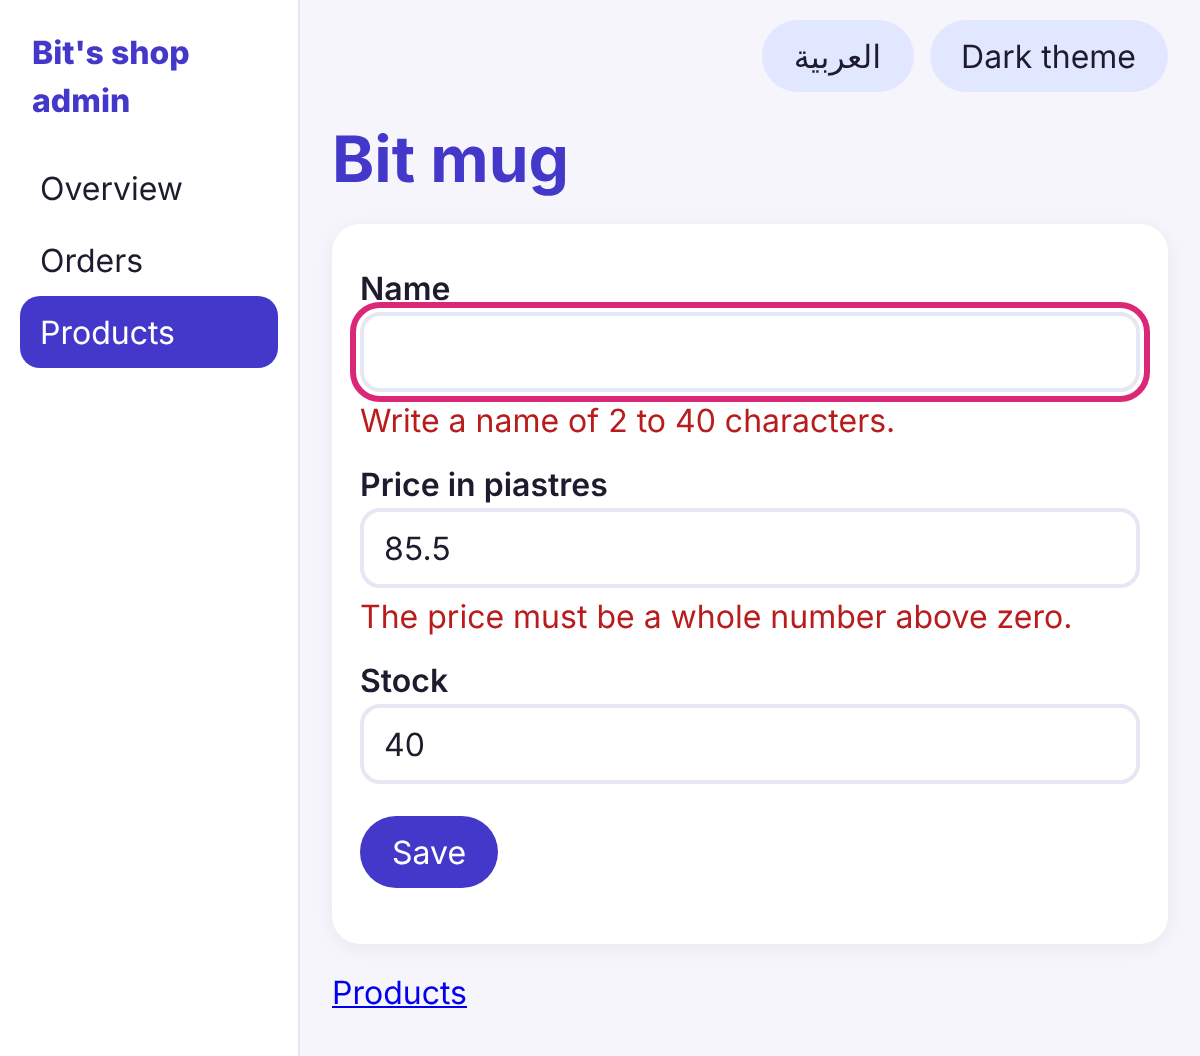 Bit's shop
admin
Overview
Orders
Products
العربية
Dark theme
Bit mug
Name
Write a name of 2 to 40 characters.
Price in piastres
85.5
The price must be a whole number above zero.
Stock
40
Save
Products